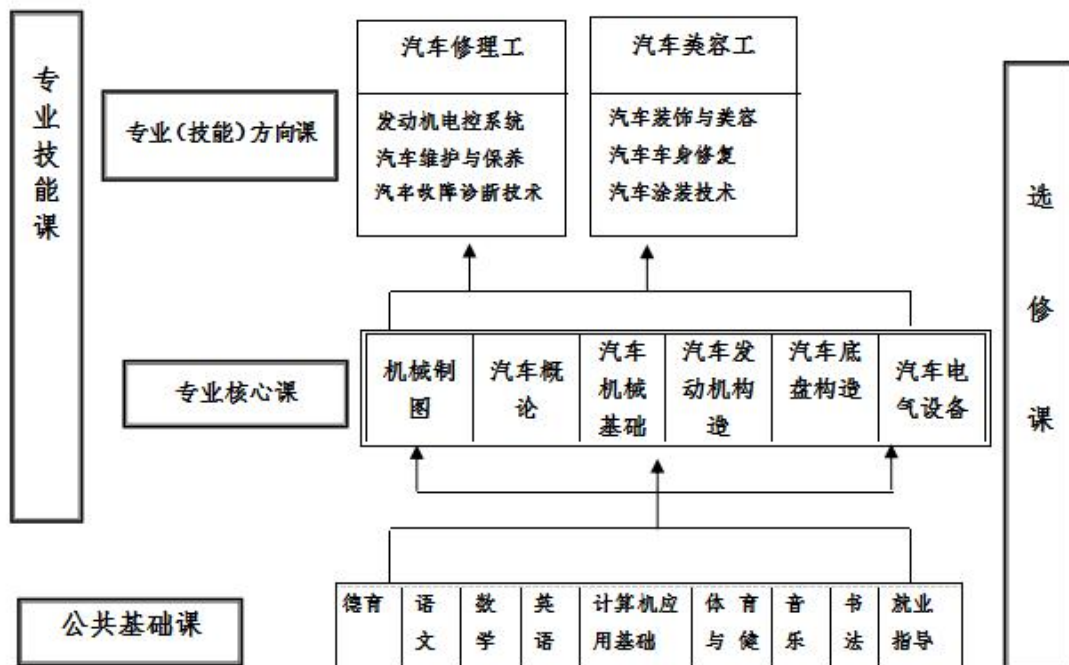 专业技能课
汽车修理工
汽车美容工
专业（技能）方向课
发动机电控系统
汽车维护与保养
汽车故障诊断技术
汽车装饰与美容
汽车车身修复
汽车涂装技术
选修课
专业核心课
机械制
图
汽车概
论
汽车
机械
基础
汽车发
动机构
造
汽车底
盘构造
汽车电
气设备
公共基础课
德育
语
文
数
学
英
语
计算机应
用基础
体 育
与 健
音
乐
书
法
就业
指导